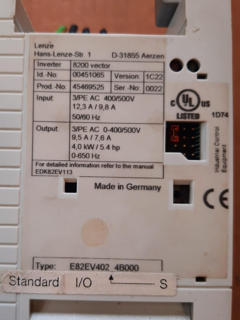 Lenze
Hans-Lenze-Str. 1 D-31855 Aerzen
Inverter 8200 vector
Id.-No 00451065 Version 1C22
Prod.-No 45469525 Ser.-No 0022
Input 3/PE AC 400/500V
12,3 A / 9,8 A
50/60 Hz
Output 3/PE AC 0-400/500V
9,5 A / 7,6 A
4,0 kW / 5.4 hp
0-650 Hz
For detailed information refer to
EDK82EV113
Made in Germany
C UL US
LISTED 1D74
Industrial Control
Equipment
Type: E82EV402_4B000
Standard I/O S